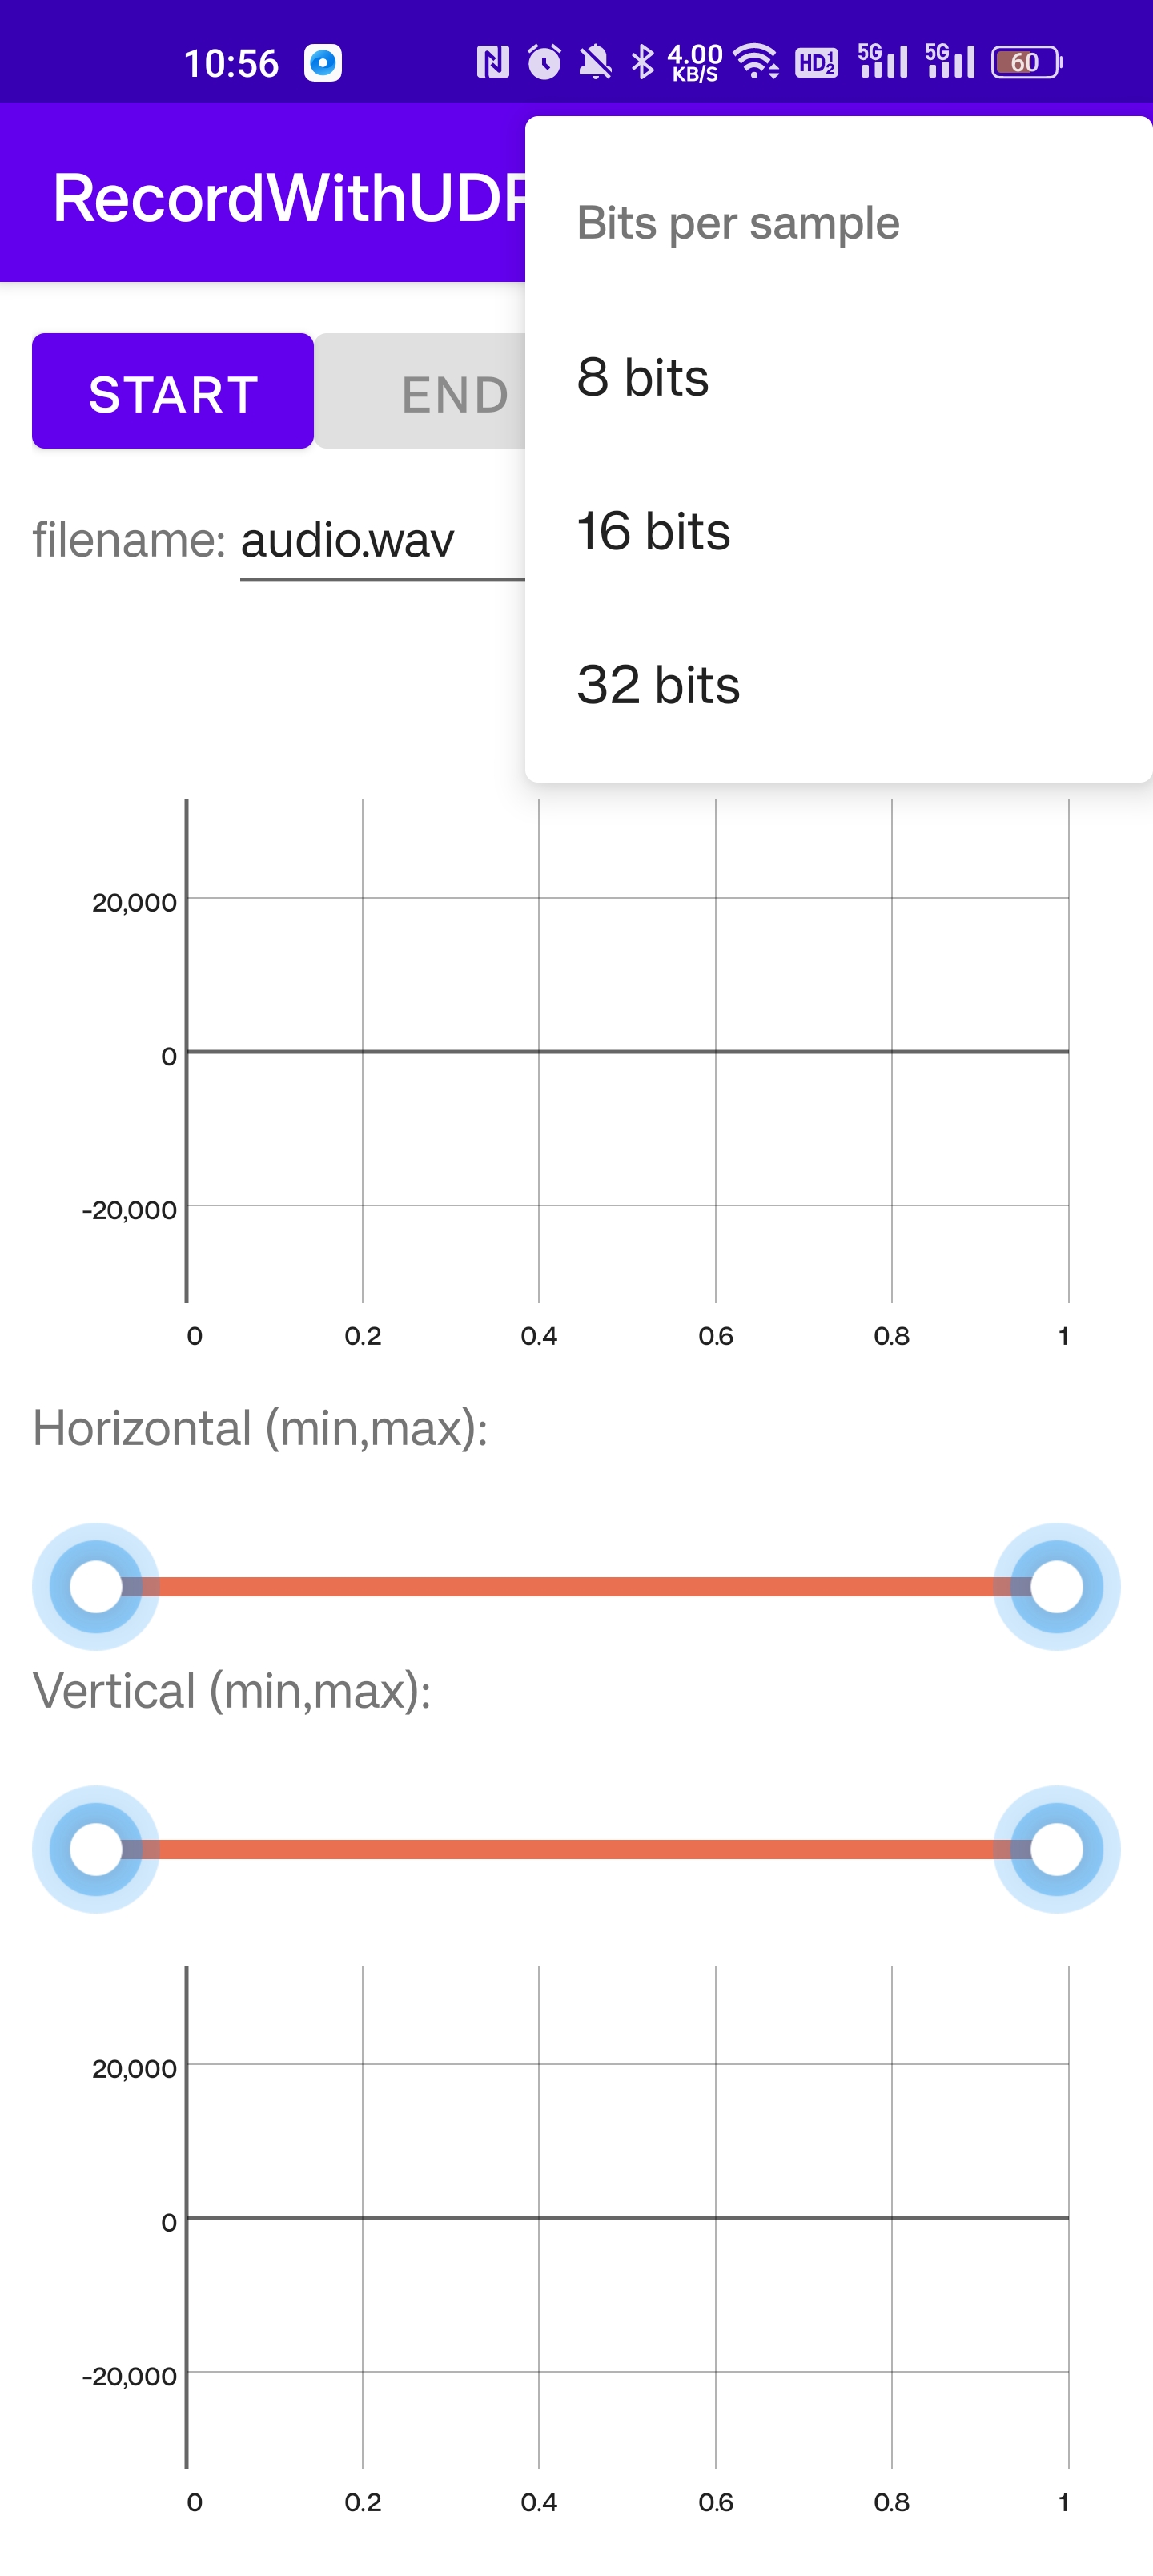 10:56 4.00 KB/S HD 1 2 5G 5G 60
RecordWithUDP
Bits per sample
8 bits
16 bits
32 bits
START END
filename: audio.wav
20,000
0
-20,000
0 0.2 0.4 0.6 0.8 1
Horizontal (min,max):
Vertical (min,max):
20,000
0
-20,000
0 0.2 0.4 0.6 0.8 1